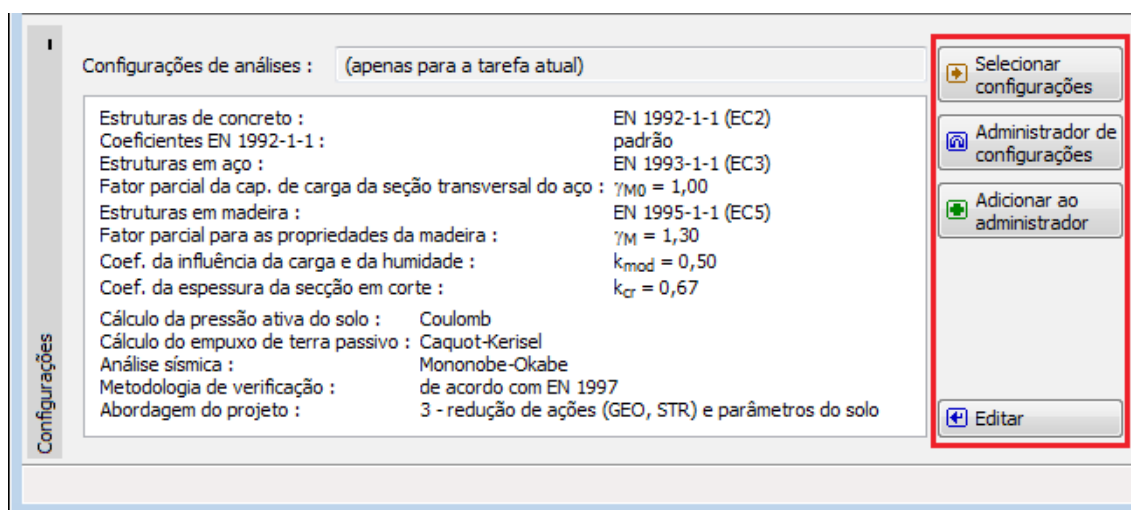 Configurações de análises : (apenas para a tarefa atual)
Estruturas de concreto : EN 1992-1-1 (EC2)
Coeficientes EN 1992-1-1 : padrão
Estruturas em aço : EN 1993-1-1 (EC3)
Fator parcial da cap. de carga da seção transversal do aço : γM0 = 1,00
Estruturas em madeira : EN 1995-1-1 (EC5)
Fator parcial para as propriedades da madeira : γM = 1,30
Coef. da influência da carga e da humidade : kmod = 0,50
Coef. da espessura da secção em corte : kcr = 0,67
Cálculo da pressão ativa do solo : Coulomb
Cálculo do empuxo de terra passivo : Caquot-Kerisel
Análise sísmica : Mononobe-Okabe
Metodologia de verificação : de acordo com EN 1997
Abordagem do projeto : 3 - redução de ações (GEO, STR) e parâmetros do solo
Configurações
Selecionar
configurações
Administrador de
configurações
Adicionar ao
administrador
Editar